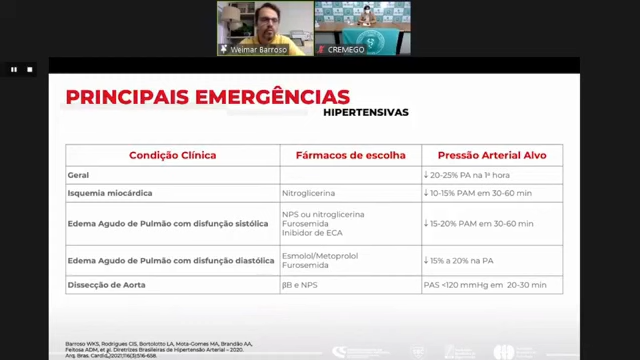 Weimar Barroso
CREMEGO
PRINCIPAIS EMERGÊNCIAS
HIPERTENSIVAS
Condição Clínica
Fármacos de escolha
Pressão Arterial Alvo
Geral
↓ 20-25% PA na 1ª hora
Isquemia miocárdica
Nitroglicerina
↓ 10-15% PAM em 30-60 min
Edema Agudo de Pulmão com disfunção sistólica
NPS ou nitroglicerina
Furosemida
Inibidor de ECA
↓ 15-20% PAM em 30-60 min
Edema Agudo de Pulmão com disfunção diastólica
Esmolol/Metoprolol
Furosemida
↓ 15% a 20% na PA
Dissecção de Aorta
βB e NPS
PAS <120 mmHg em 20-30 min
Barroso WKS, Rodrigues CIS, Bortolotto LA, Mota-Gomes MA, Brandão AA,
Feitosa ADM, et al. Diretrizes Brasileiras de Hipertensão Arterial – 2020.
Arq. Bras. Cardiol. 2021;116(3):516-658.